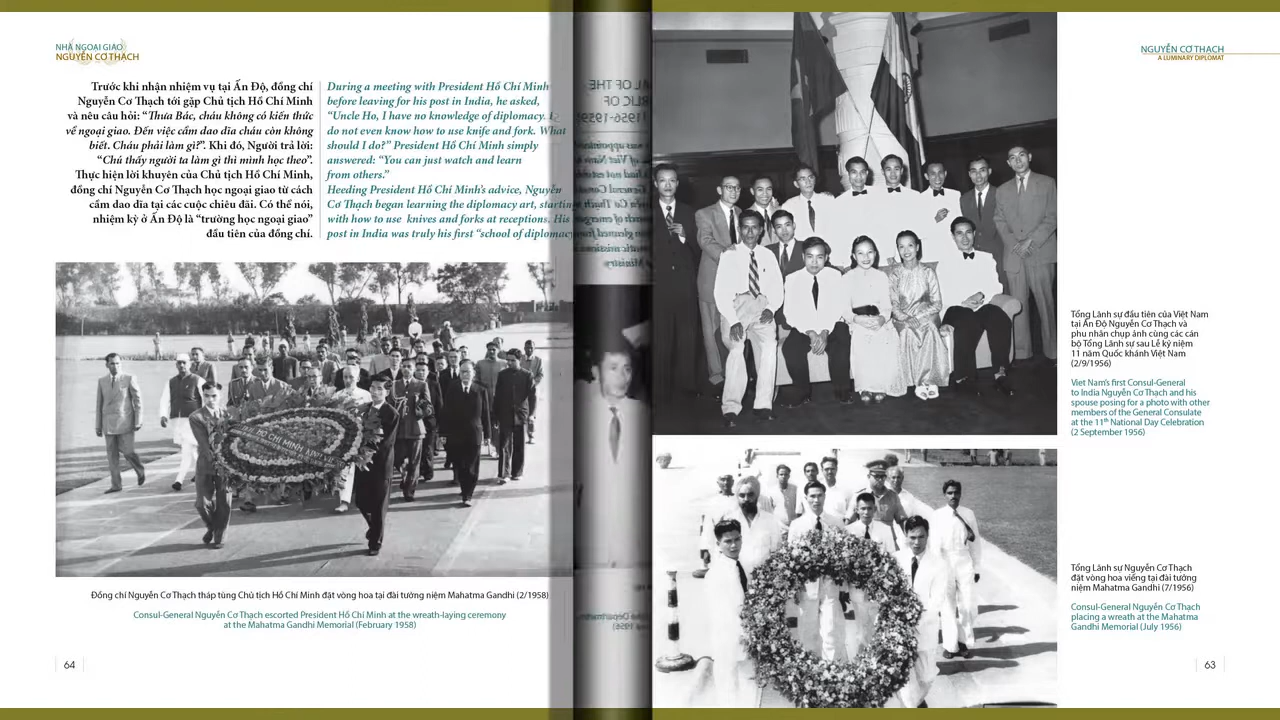 NHÀ NGOẠI GIAO
NGUYỄN CƠ THẠCH
Trước khi nhận nhiệm vụ tại Ấn Độ, đồng chí
Nguyễn Cơ Thạch tới gặp Chủ tịch Hồ Chí Minh
và nêu câu hỏi: “Thưa Bác, cháu không có kiến thức
về ngoại giao. Đến việc cầm dao dĩa cháu còn không
biết. Cháu phải làm gì?”. Khi đó, Người trả lời:
“Chú thấy người ta làm gì thì mình học theo”.
Thực hiện lời khuyên của Chủ tịch Hồ Chí Minh,
đồng chí Nguyễn Cơ Thạch học ngoại giao từ cách
cầm dao dĩa tại các cuộc chiêu đãi. Có thể nói,
nhiệm kỳ ở Ấn Độ là “trường học ngoại giao”
đầu tiên của đồng chí.
During a meeting with President Hồ Chí Minh
before leaving for his post in India, he asked,
“Uncle Ho, I have no knowledge of diplomacy. I
do not even know how to use knife and fork. What
should I do?” President Hồ Chí Minh simply
answered: “You can just watch and learn
from others.”
Heeding President Hồ Chí Minh’s advice, Nguyễn
Cơ Thạch began learning the diplomacy art, starting
with how to use knives and forks at receptions. His
post in India was truly his first “school of diplomacy
Đồng chí Nguyễn Cơ Thạch tháp tùng Chủ tịch Hồ Chí Minh đặt vòng hoa tại đài tưởng niệm Mahatma Gandhi (2/1958)
Consul-General Nguyễn Cơ Thạch escorted President Hồ Chí Minh at the wreath-laying ceremony
at the Mahatma Gandhi Memorial (February 1958)
64
NGUYỄN CƠ THẠCH
A LUMINARY DIPLOMAT
Tổng Lãnh sự đầu tiên của Việt Nam
tại Ấn Độ Nguyễn Cơ Thạch và
phu nhân chụp ảnh cùng các cán
bộ Tổng Lãnh sự sau Lễ kỷ niệm
11 năm Quốc khánh Việt Nam
(2/9/1956)
Viet Nam’s first Consul-General
to India Nguyễn Cơ Thạch and his
spouse posing for a photo with other
members of the General Consulate
at the 11th National Day Celebration
(2 September 1956)
Tổng Lãnh sự Nguyễn Cơ Thạch
đặt vòng hoa viếng tại đài tưởng
niệm Mahatma Gandhi (7/1956)
Consul-General Nguyễn Cơ Thạch
placing a wreath at the Mahatma
Gandhi Memorial (July 1956)
63